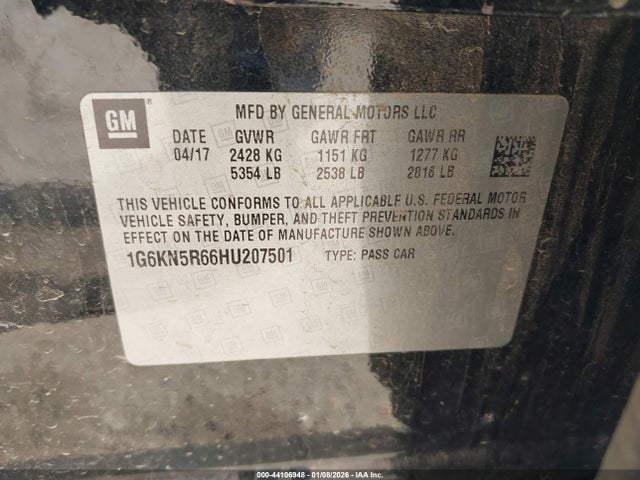 GM
MFD BY GENERAL MOTORS LLC
DATE GVWR GAWR FRT GAWR RR
04/17 2428 KG 1151 KG 1277 KG
5354 LB 2538 LB 2816 LB
THIS VEHICLE CONFORMS TO ALL APPLICABLE U.S. FEDERAL MOTOR
VEHICLE SAFETY, BUMPER, AND THEFT PREVENTION STANDARDS IN
EFFECT ON THE DATE OF MANUFACTURE SHOWN ABOVE.
1G6KN5R66HU207501 TYPE: PASS CAR
000-44106948 - 01/08/2026 - IAA Inc.